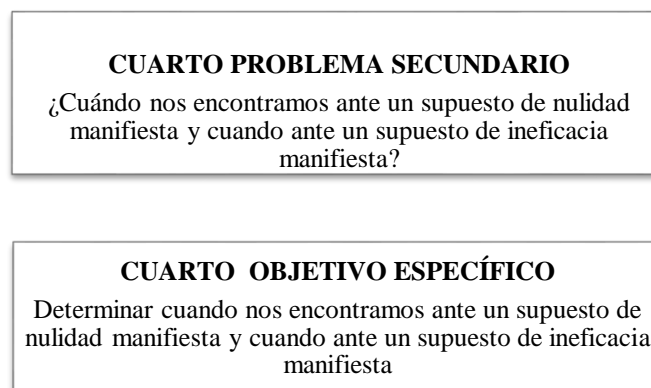 CUARTO PROBLEMA SECUNDARIO
¿Cuándo nos encontramos ante un supuesto de nulidad
manifiesta y cuando ante un supuesto de ineficacia
manifiesta?
CUARTO OBJETIVO ESPECÍFICO
Determinar cuando nos encontramos ante un supuesto de
nulidad manifiesta y cuando ante un supuesto de ineficacia
manifiesta